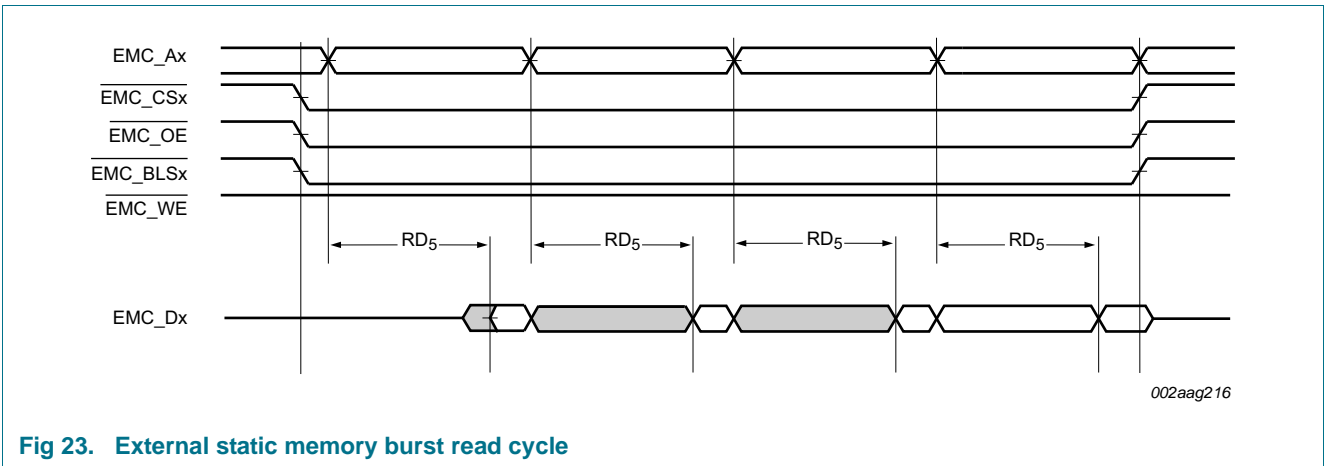 EMC_Ax
EMC_CSx
EMC_OE
EMC_BLSx
EMC_WE
RD5 RD5 RD5 RD5
EMC_Dx
002aag216
Fig 23. External static memory burst read cycle